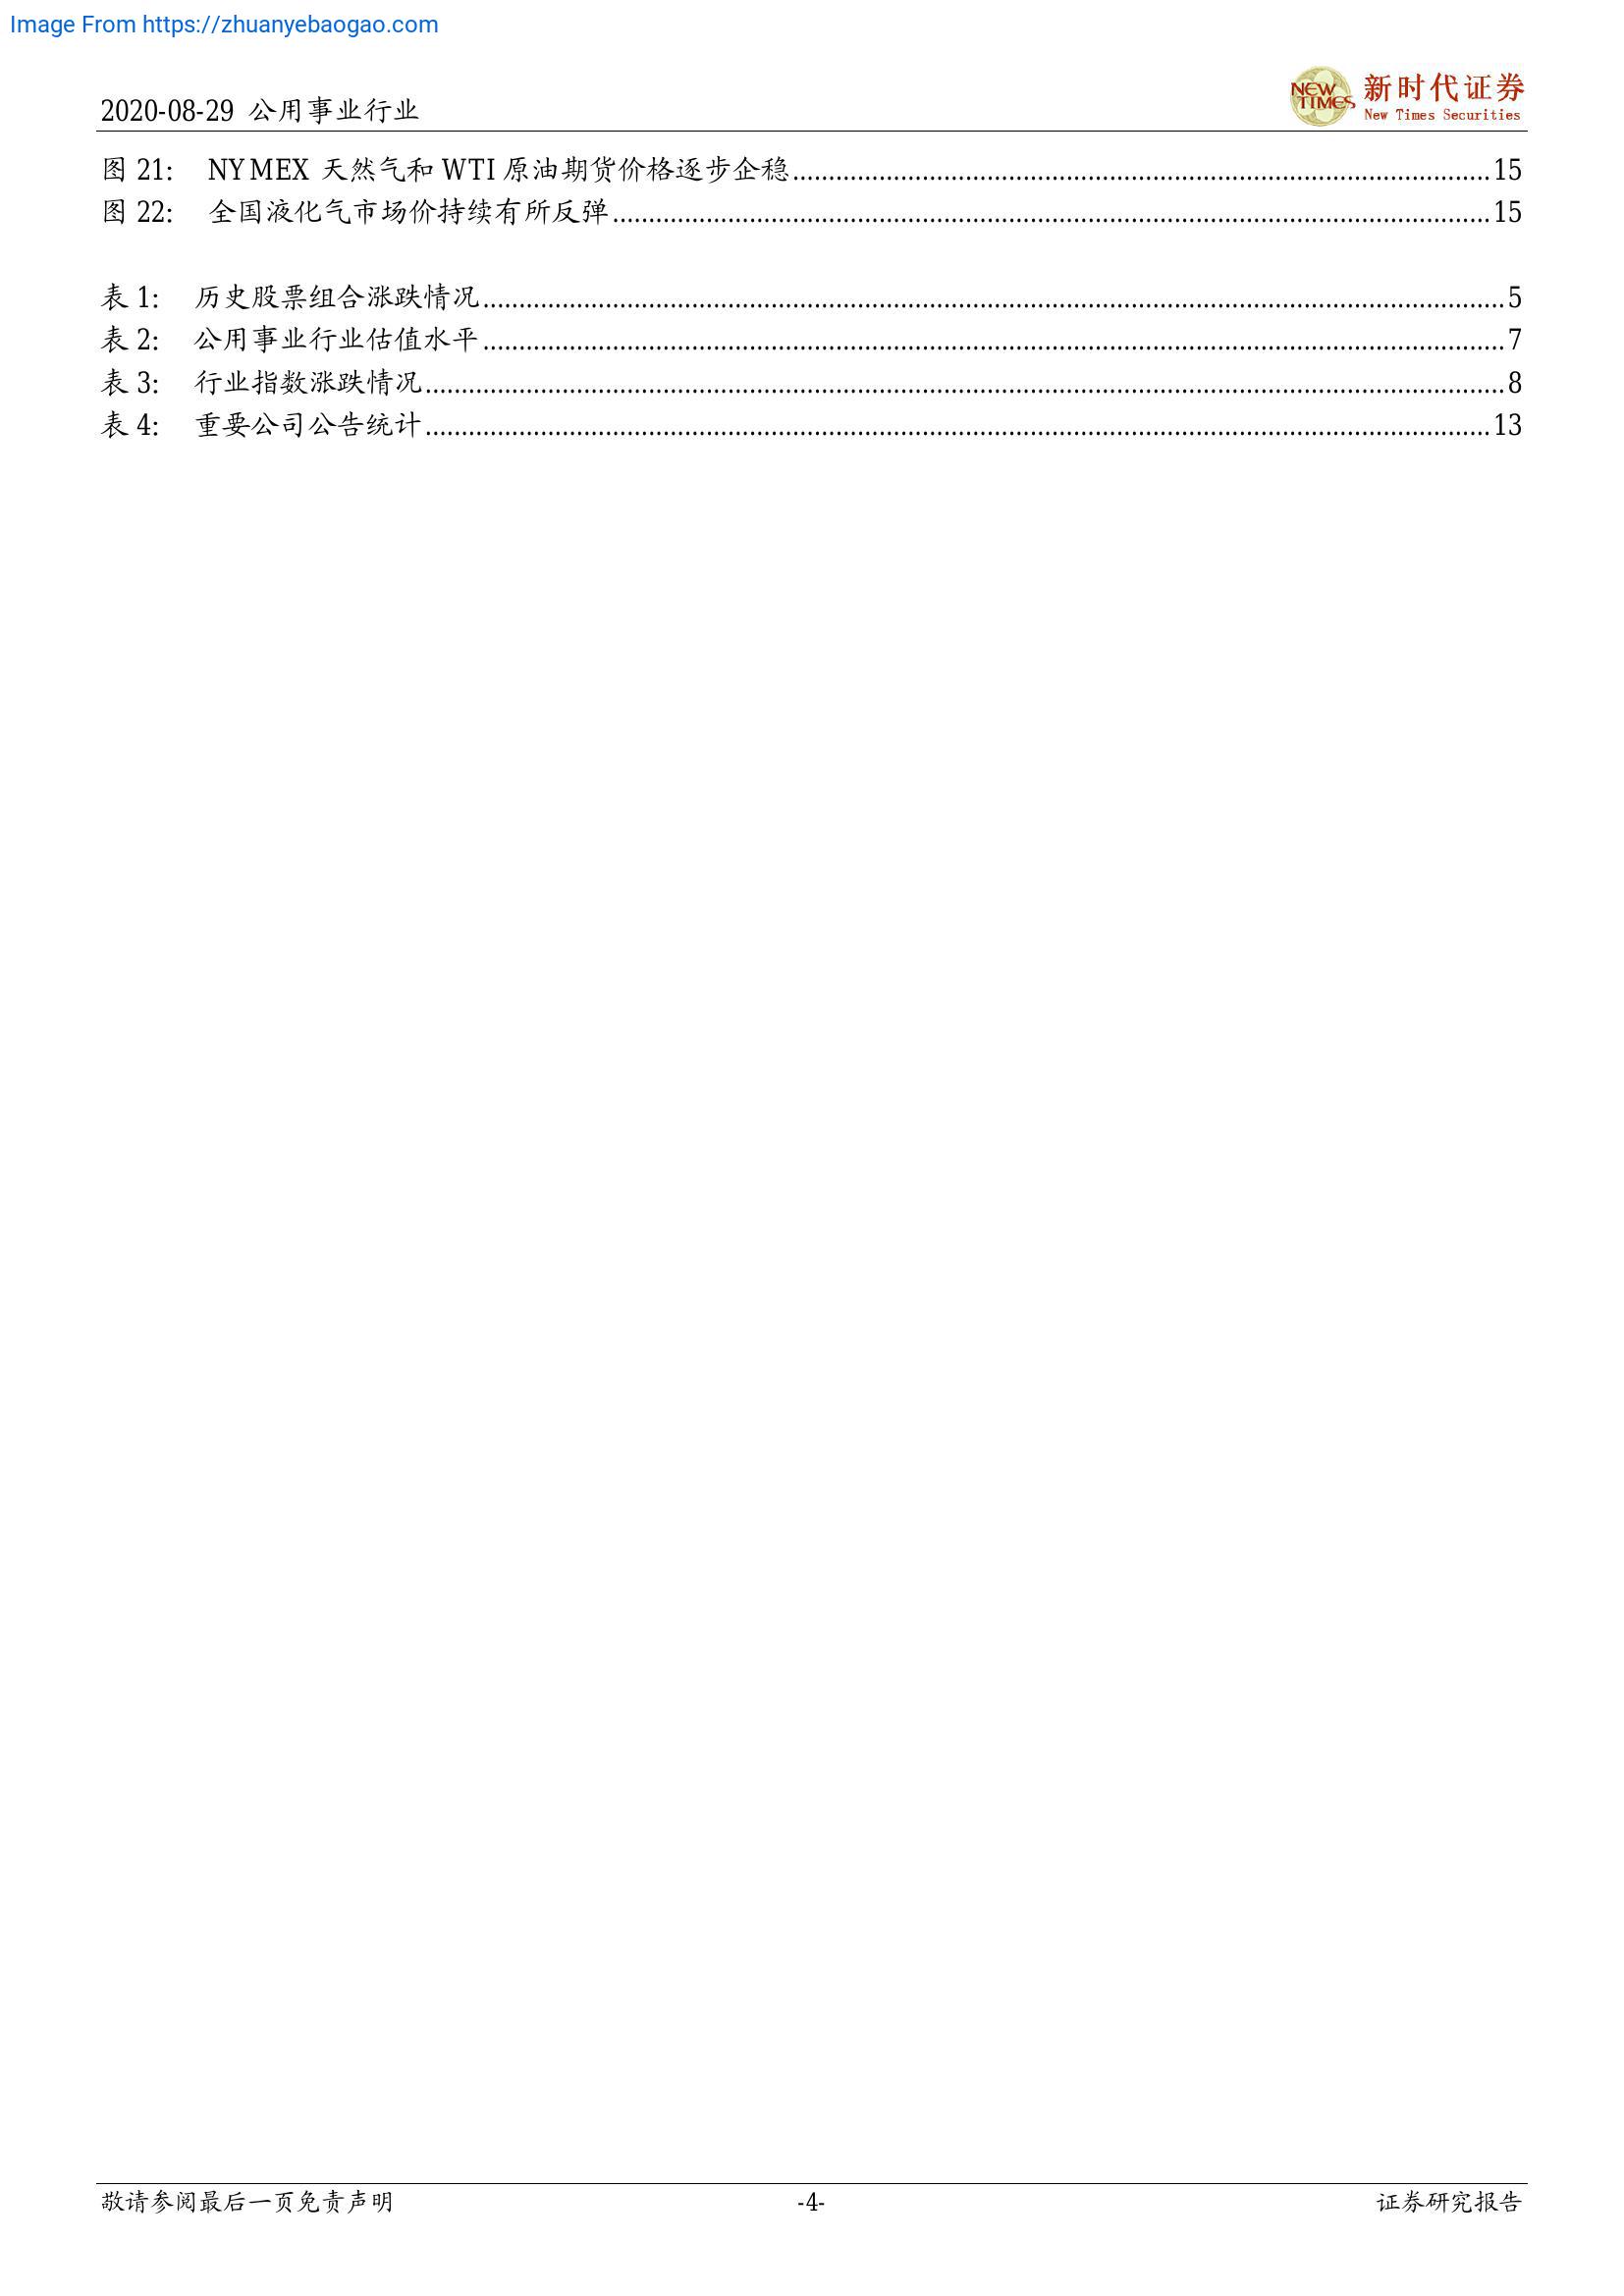 Image From https://zhuanyebaogao.com
2020-08-29 公用事业行业
NEW TIMES 新时代证券
New Times Securities
图 21: NYMEX 天然气和 WTI 原油期货价格逐步企稳 15
图 22: 全国液化气市场价持续有所反弹 15
表 1: 历史股票组合涨跌情况 5
表 2: 公用事业行业估值水平 7
表 3: 行业指数涨跌情况 8
表 4: 重要公司公告统计 13
敬请参阅最后一页免责声明 -4- 证券研究报告